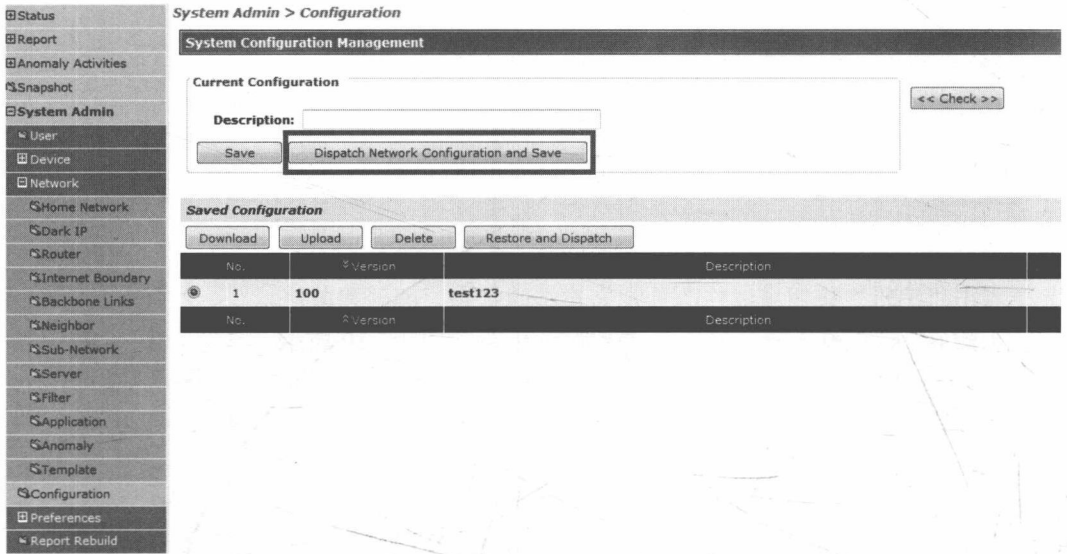 Status
Report
Anomaly Activities
Snapshot
System Admin
User
Device
Network
Home Network
Dark IP
Router
Internet Boundary
Backbone Links
Neighbor
Sub-Network
Server
Filter
Application
Anomaly
Template
Configuration
Preferences
Report Rebuild
System Admin > Configuration
System Configuration Management
Current Configuration
Description:
<< Check >>
Save Dispatch Network Configuration and Save
Saved Configuration
Download Upload Delete Restore and Dispatch
No. Version Description
1 100 test123
No. Version Description